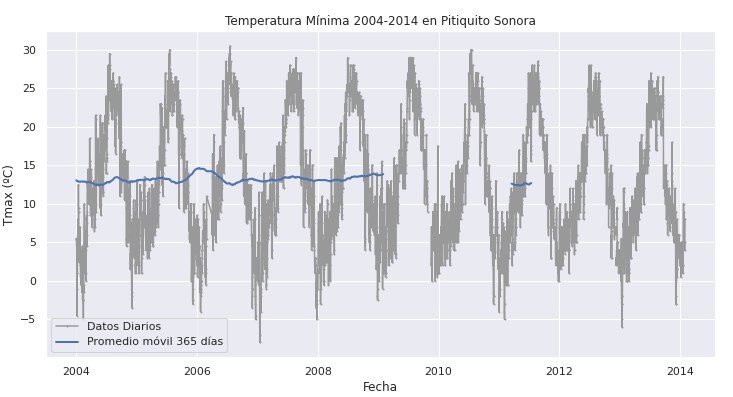 Temperatura Mínima 2004-2014 en Pitiquito Sonora
Tmax (ºC)
30
25
20
15
10
5
0
−5
Datos Diarios
Promedio móvil 365 días
2004 2006 2008 2010 2012 2014
Fecha